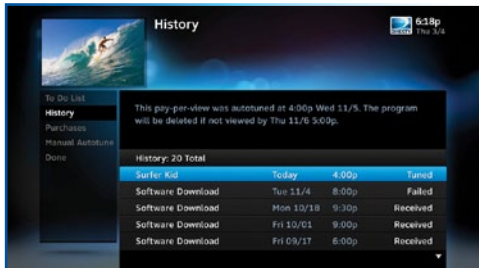 History
6:18p
Thu 3/4
DIRECTV
To Do List
History
Purchases
Manual Autotune
Done
This pay-per-view was autotuned at 4:00p Wed 11/5. The program
will be deleted if not viewed by Thu 11/6 5:00p.
History: 20 Total
Surfer Kid Today 4:00p Tuned
Software Download Tue 11/4 8:00p Failed
Software Download Mon 10/18 9:30p Received
Software Download Fri 10/01 9:00p Received
Software Download Fri 09/17 6:00p Received